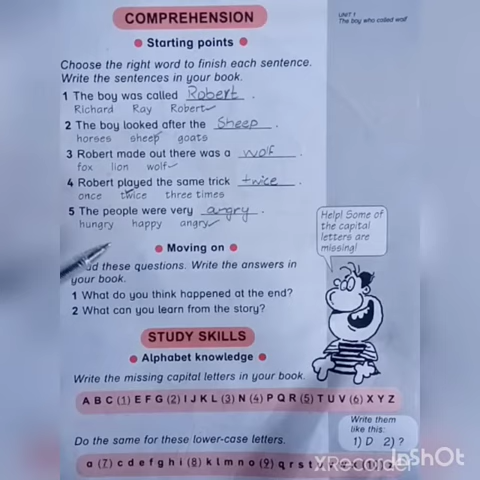 COMPREHENSION
UNIT 1
The boy who called wolf
Starting points
Choose the right word to finish each sentence.
Write the sentences in your book.
1 The boy was called Robert.
Richard Ray Robert
2 The boy looked after the Sheep.
horses sheep goats
3 Robert made out there was a wolf.
fox lion wolf
4 Robert played the same trick twice.
once twice three times
5 The people were very angry.
hungry happy angry
Help! Some of
the capital
letters are
missing!
Moving on
these questions. Write the answers in
your book.
1 What do you think happened at the end?
2 What can you learn from the story?
STUDY SKILLS
Alphabet knowledge
Write the missing capital letters in your book.
A B C (1) E F G (2) I J K L (3) N (4) P Q R (5) T U V (6) X Y Z
Write them
like this:
1) D 2) ?
Do the same for these lower-case letters.
a (7) c d e f g h i (8) k l m n o (9) q r s t
XRecorder
InShOt